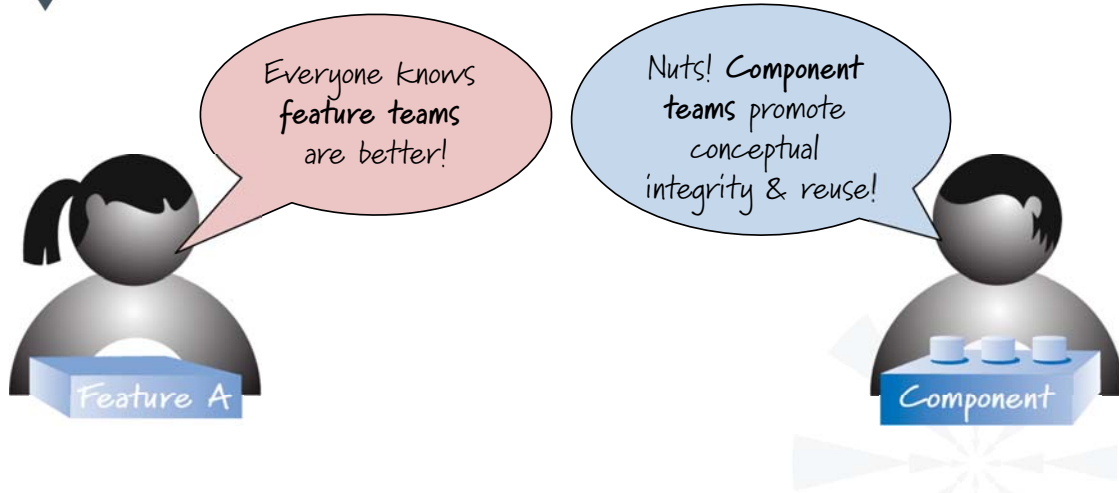 Everyone knows
feature teams
are better!
Nuts! Component
teams promote
conceptual
integrity & reuse!
Feature A
Component